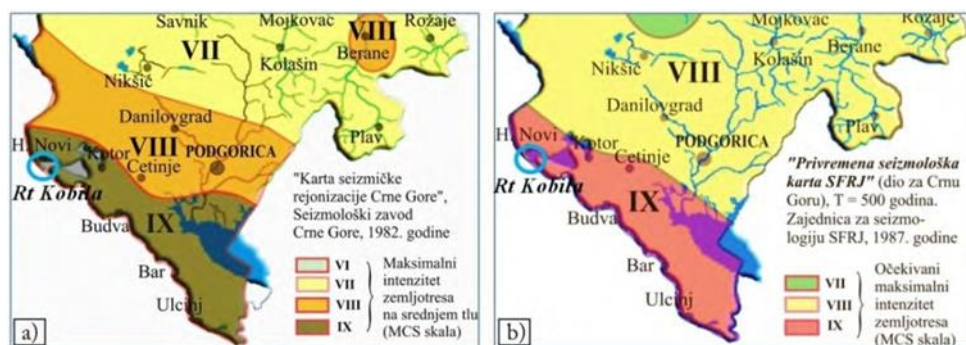 Savnik
Mojkovac
Rožaje
VII
VIII
Berane
Nikšić
Kolašin
Danilovgrad
Plav
H. Novi
VIII
PODGORICA
Kotor
Cetinje
Rt Kobila
IX
Budva
Bar
Ulcinj
"Karta seizmičke
rejonizacije Crne Gore",
Seizmološki zavod
Crne Gore, 1982. godine
VI
VII
VIII
IX
Maksimalni
intenzitet
zemljotresa
na srednjem tlu
(MCS skala)
a)
Mojkovac
Rožaje
Berane
Nikšić
VIII
Kolašin
Danilovgrad
Plav
H. Novi
PODGORICA
Kotor
Cetinje
Rt Kobila
IX
Budva
Bar
Ulcinj
"Privremena seizmološka
karta SFRJ" (dio za Crnu
Goru), T = 500 godina.
Zajednica za seizmo-
logiju SFRJ, 1987. godine
VII
VIII
IX
Očekivani
maksimalni
intenzitet
zemljotresa
(MCS skala)
b)